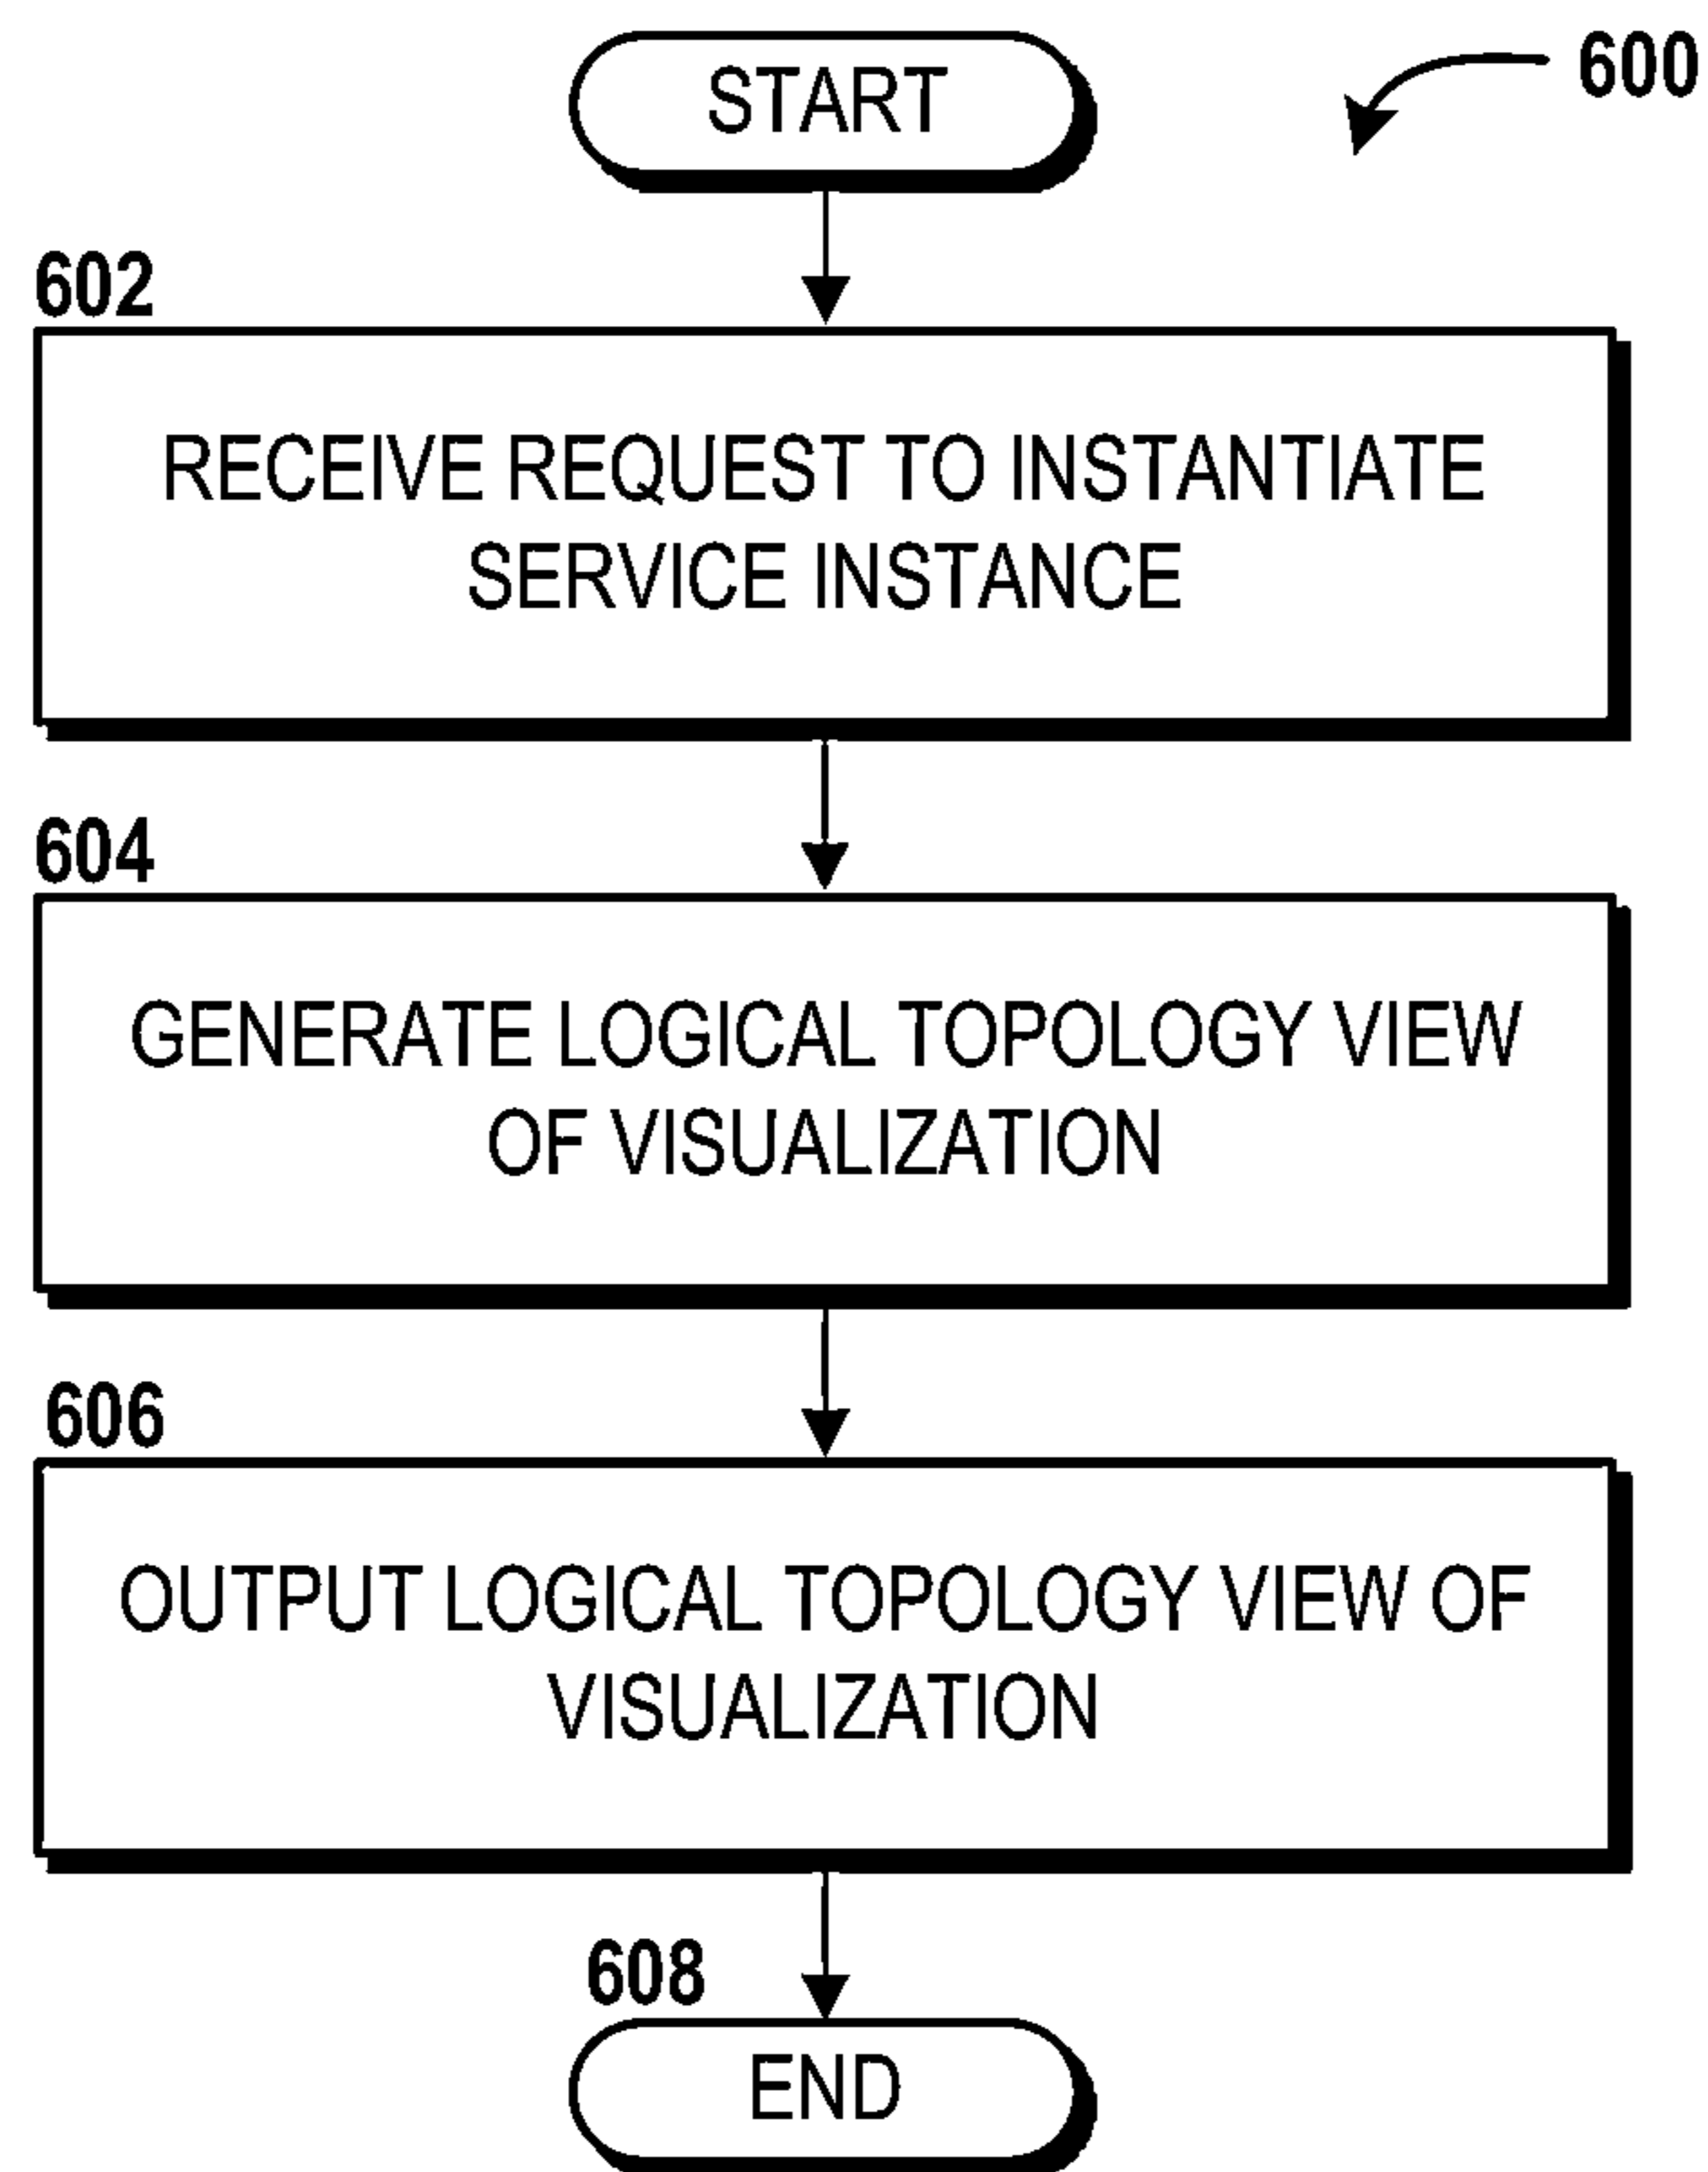 START
600
602
RECEIVE REQUEST TO INSTANTIATE
SERVICE INSTANCE
604
GENERATE LOGICAL TOPOLOGY VIEW
OF VISUALIZATION
606
OUTPUT LOGICAL TOPOLOGY VIEW OF
VISUALIZATION
608
END